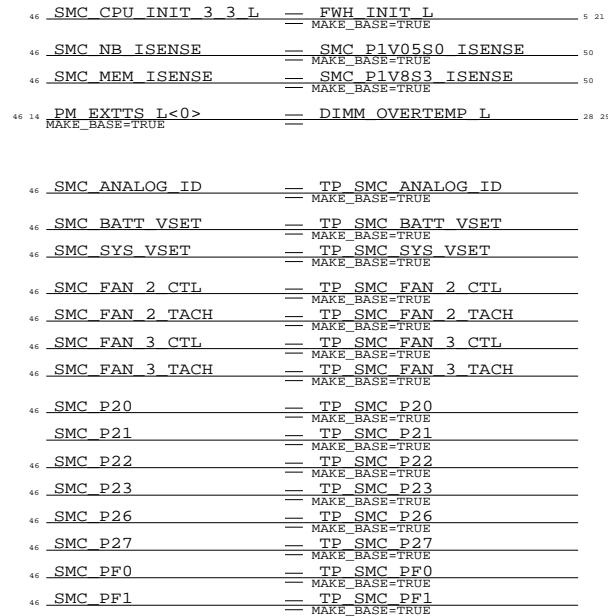 46 SMC_CPU_INIT_3_3_L FWH_INIT_L 5 21
MAKE_BASE=TRUE
46 SMC_NB_ISENSE SMC_P1V05S0_ISENSE 50
MAKE_BASE=TRUE
46 SMC_MEM_ISENSE SMC_P1V8S3_ISENSE 50
MAKE_BASE=TRUE
46 14 PM_EXTTS_L<0> DIMM_OVERTEMP_L 28 29
MAKE_BASE=TRUE
46 SMC_ANALOG_ID TP_SMC_ANALOG_ID
MAKE_BASE=TRUE
46 SMC_BATT_VSET TP_SMC_BATT_VSET
MAKE_BASE=TRUE
46 SMC_SYS_VSET TP_SMC_SYS_VSET
MAKE_BASE=TRUE
46 SMC_FAN_2_CTL TP_SMC_FAN_2_CTL
MAKE_BASE=TRUE
46 SMC_FAN_2_TACH TP_SMC_FAN_2_TACH
MAKE_BASE=TRUE
46 SMC_FAN_3_CTL TP_SMC_FAN_3_CTL
MAKE_BASE=TRUE
46 SMC_FAN_3_TACH TP_SMC_FAN_3_TACH
MAKE_BASE=TRUE
46 SMC_P20 TP_SMC_P20
MAKE_BASE=TRUE
SMC_P21 TP_SMC_P21
MAKE_BASE=TRUE
46 SMC_P22 TP_SMC_P22
MAKE_BASE=TRUE
46 SMC_P23 TP_SMC_P23
MAKE_BASE=TRUE
46 SMC_P26 TP_SMC_P26
MAKE_BASE=TRUE
46 SMC_P27 TP_SMC_P27
MAKE_BASE=TRUE
46 SMC_PF0 TP_SMC_PF0
MAKE_BASE=TRUE
46 SMC_PF1 TP_SMC_PF1
MAKE_BASE=TRUE